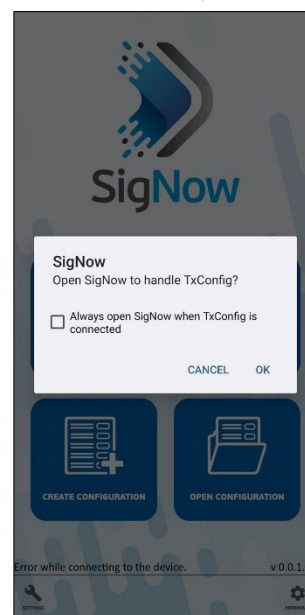 SigNow
SigNow
Open SigNow to handle TxConfig?
Always open SigNow when TxConfig is
connected
CANCEL OK
CREATE CONFIGURATION OPEN CONFIGURATION
Error while connecting to the device. v 0.0.1.
SETTINGS